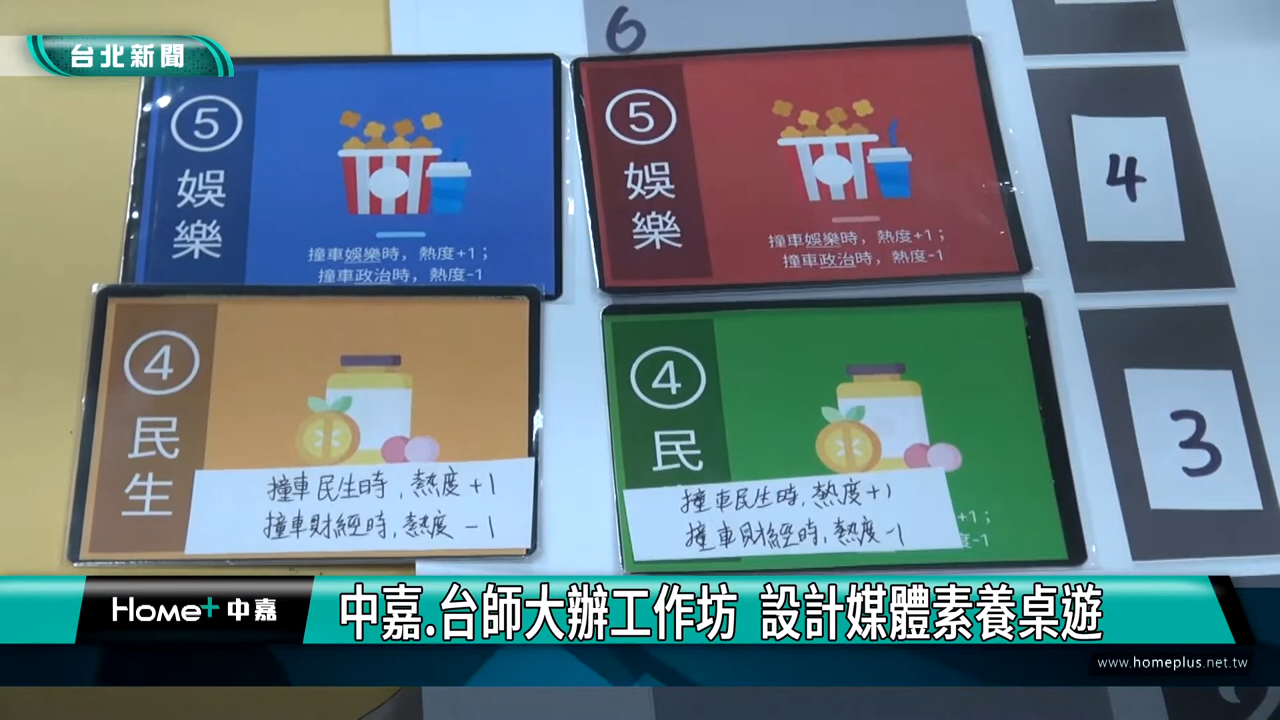 台北新聞
6
⑤
娛樂
撞車娛樂時，熱度+1；
撞車政治時，熱度-1
⑤
娛樂
撞車娛樂時，熱度+1；
撞車政治時，熱度-1
4
④
民生
撞車民生時，熱度+1
撞車財經時，熱度-1
④
民
撞車民生時，熱度+1
撞車財經時，熱度-1
+1；
度-1
3
Home+中嘉
中嘉.台師大辦工作坊 設計媒體素養桌遊
www.homeplus.net.tw